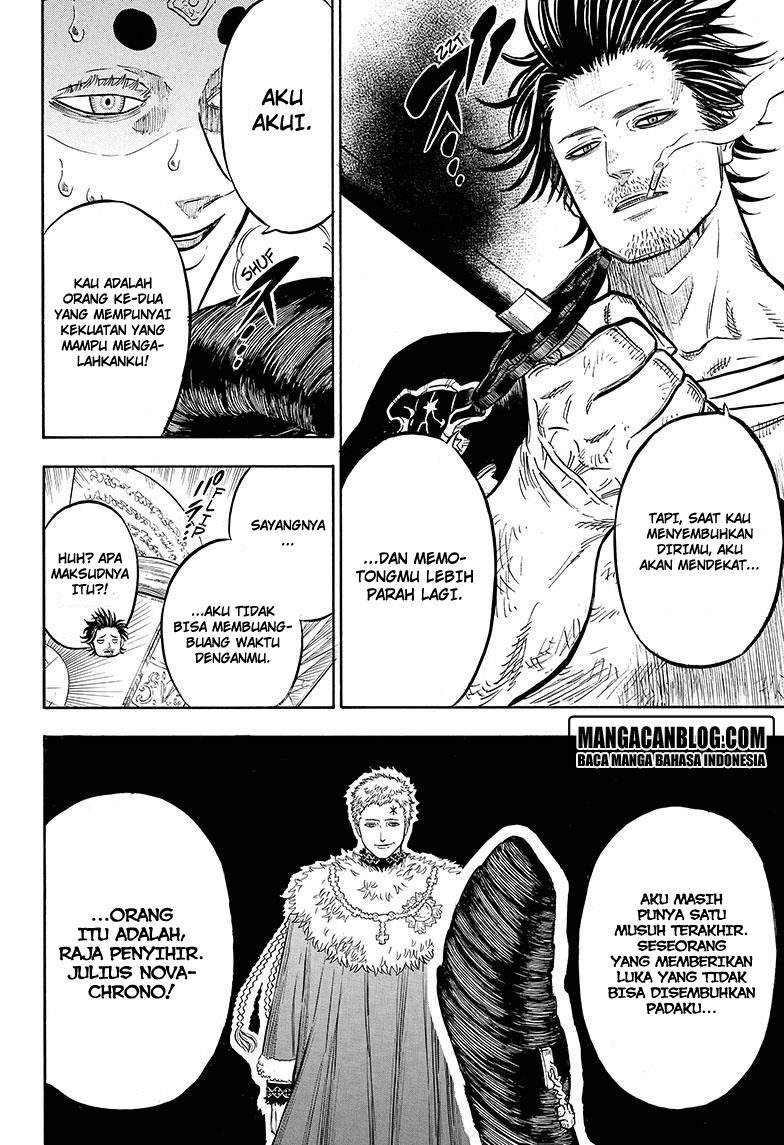 ZZT
ZZT
TAPI, SAAT KAU
MENYEMBUHKAN
DIRIMU, AKU
AKAN MENDEKAT...
...DAN MEMO-
TONGMU LEBIH
PARAH LAGI.
AKU
AKUI.
SHUF
KAU ADALAH
ORANG KE-DUA
YANG MEMPUNYAI
KEKUATAN YANG
MAMPU MENGA-
LAHKANKU!
SAYANGNYA
...
FLIP
...AKU TIDAK
BISA MEMBUANG-
BUANG WAKTU
DENGANMU.
HUH? APA
MAKSUDNYA
ITU?!
MANGACANBLOG.COM
BACA MANGA BAHASA INDONESIA
AKU MASIH
PUNYA SATU
MUSUH TERAKHIR.
SESEORANG
YANG MEMBERIKAN
LUKA YANG TIDAK
BISA DISEMBUHKAN
PADAKU...
...ORANG
ITU ADALAH,
RAJA PENYIHIR.
JULIUS NOVA-
CHRONO!